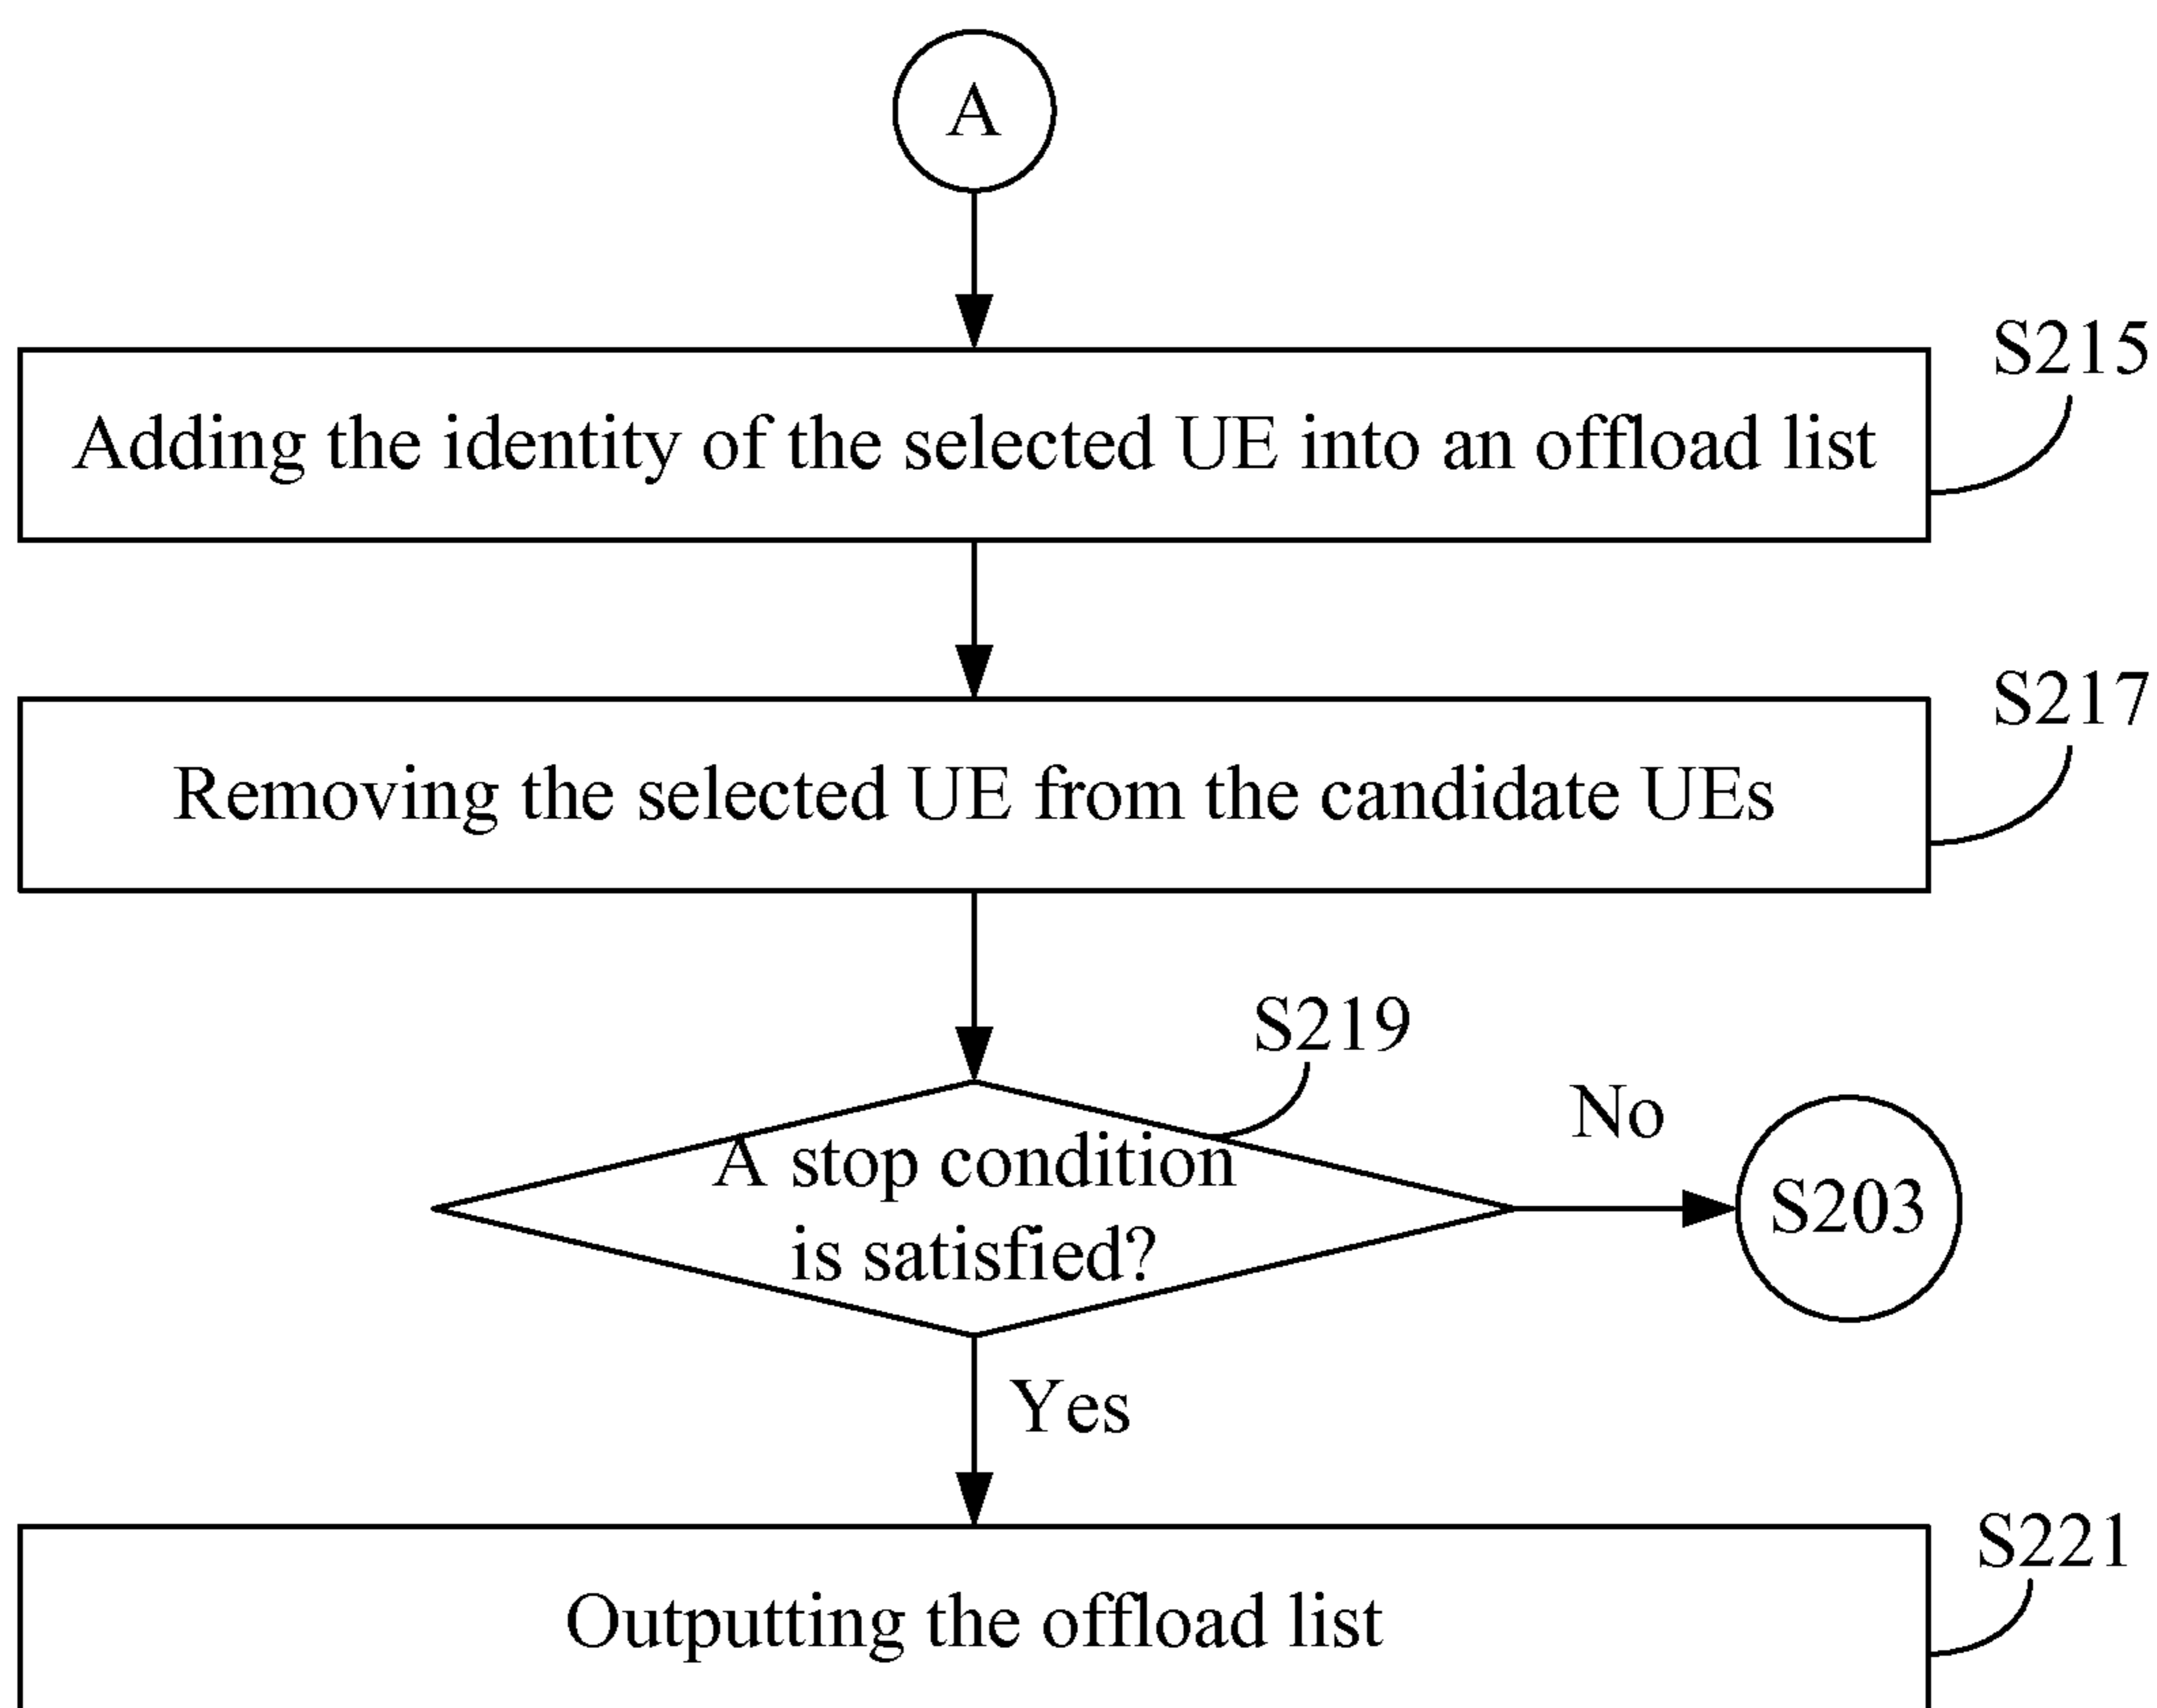 A
S215
Adding the identity of the selected UE into an offload list
S217
Removing the selected UE from the candidate UEs
S219
A stop condition
is satisfied?
No
S203
Yes
S221
Outputting the offload list